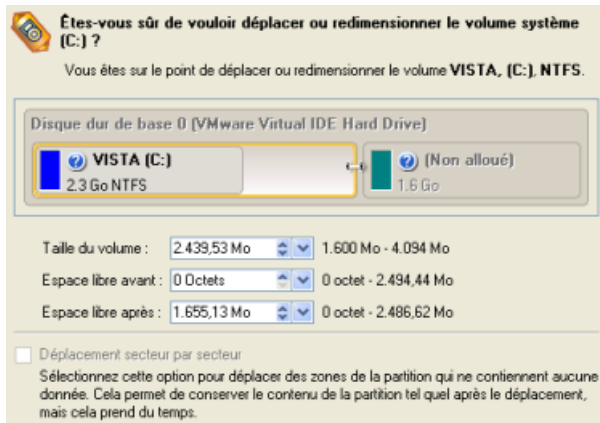 Êtes-vous sûr de vouloir déplacer ou redimensionner le volume système
(C:) ?
Vous êtes sur le point de déplacer ou redimensionner le volume VISTA, (C:), NTFS.
Disque dur de base 0 (VMware Virtual IDE Hard Drive)
VISTA (C:)
2.3 Go NTFS
(Non alloué)
1.6 Go
Taille du volume : 2.439,53 Mo 1.600 Mo - 4.094 Mo
Espace libre avant : 0 Octets 0 octet - 2.494,44 Mo
Espace libre après : 1.655,13 Mo 0 octet - 2.486,62 Mo
Déplacement secteur par secteur
Sélectionnez cette option pour déplacer des zones de la partition qui ne contiennent aucune
donnée. Cela permet de conserver le contenu de la partition tel quel après le déplacement,
mais cela prend du temps.